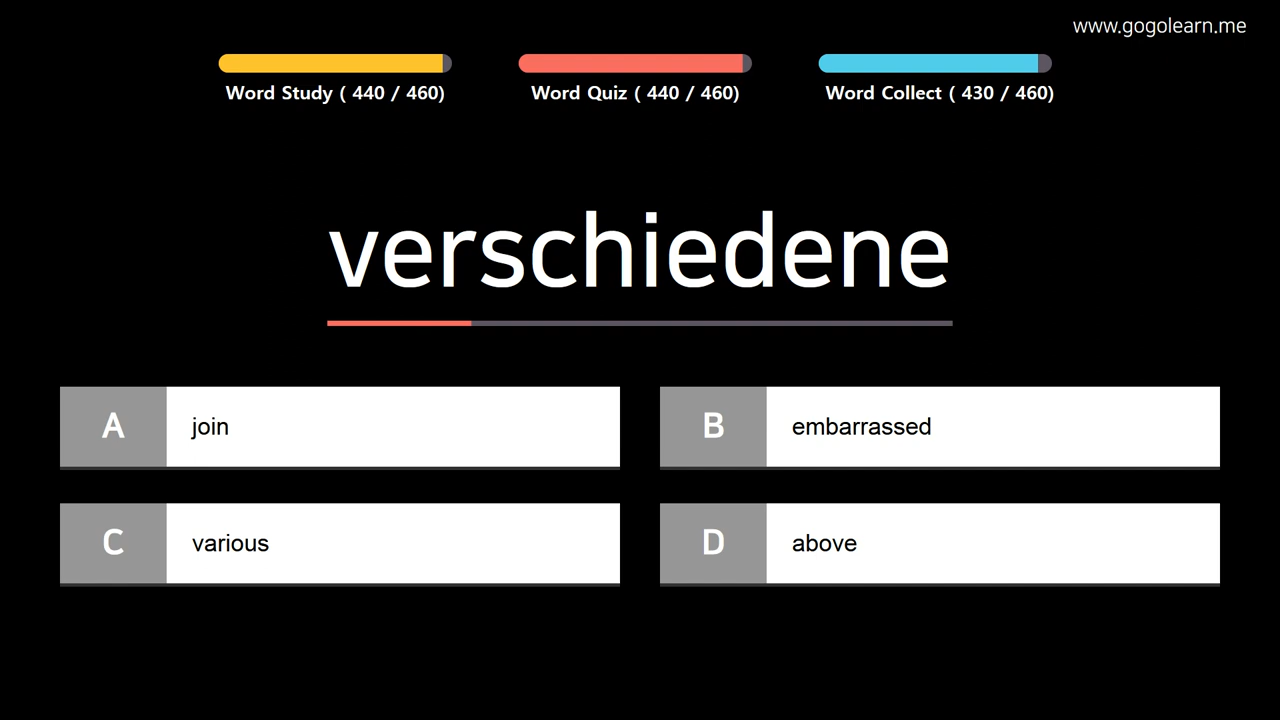 www.gogolearn.me
Word Study ( 440 / 460)
Word Quiz ( 440 / 460)
Word Collect ( 430 / 460)
verschiedene
A join
B embarrassed
C various
D above